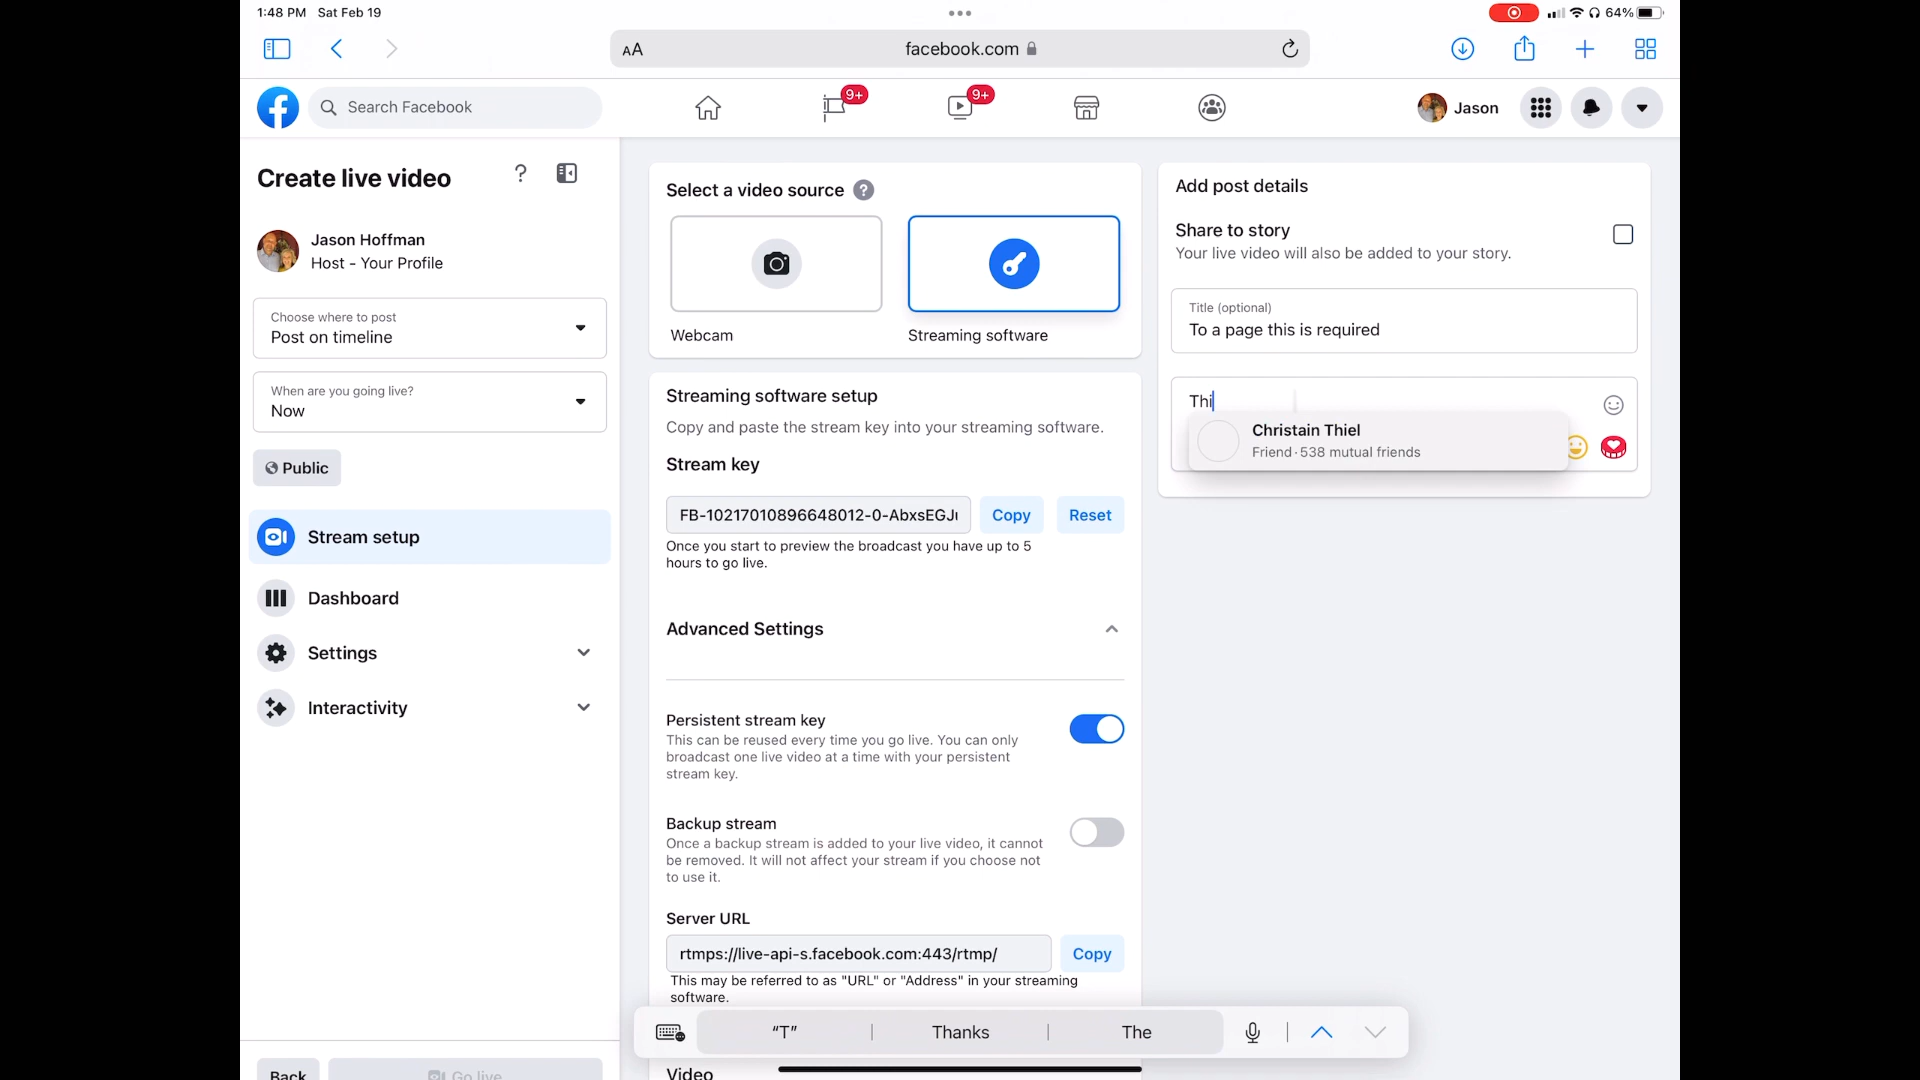 1:48 PM Sat Feb 19
64%
AA
facebook.com
Search Facebook
9+
9+
Jason
Create live video
?
Jason Hoffman
Host - Your Profile
Choose where to post
Post on timeline
When are you going live?
Now
Public
Stream setup
Dashboard
Settings
Interactivity
Back
Go live
Select a video source ?
Webcam
Streaming software
Streaming software setup
Copy and paste the stream key into your streaming software.
Stream key
FB-10217010896648012-0-AbxsEGJ
Copy
Reset
Once you start to preview the broadcast you have up to 5
hours to go live.
Advanced Settings
Persistent stream key
This can be reused every time you go live. You can only
broadcast one live video at a time with your persistent
stream key.
Backup stream
Once a backup stream is added to your live video, it cannot
be removed. It will not affect your stream if you choose not
to use it.
Server URL
rtmps://live-api-s.facebook.com:443/rtmp/
Copy
This may be referred to as "URL" or "Address" in your streaming
software.
Video
Add post details
Share to story
Your live video will also be added to your story.
Title (optional)
To a page this is required
Thi
Christain Thiel
Friend · 538 mutual friends
“T”
Thanks
The